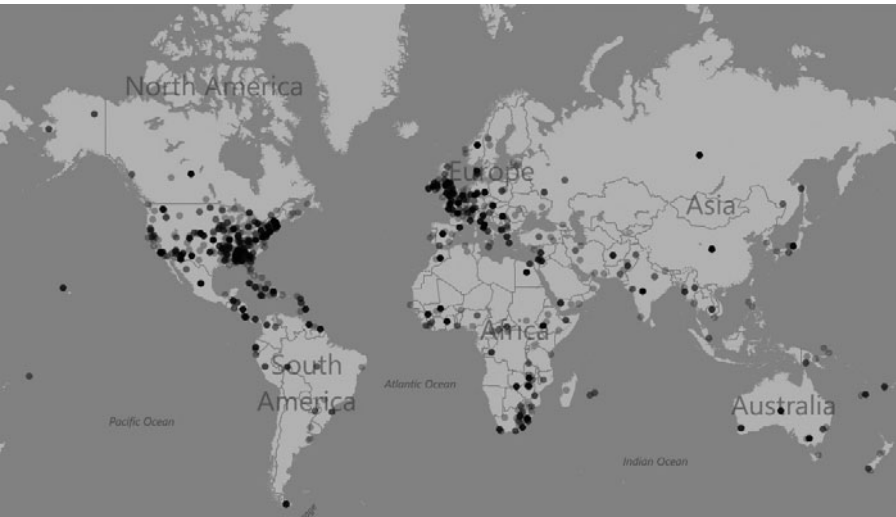 North America
Europe
Asia
Africa
South
America
Atlantic Ocean
Australia
Pacific Ocean
Indian Ocean